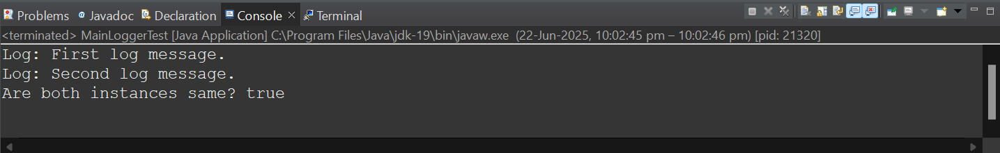 Problems Javadoc Declaration Console Terminal
<terminated> MainLoggerTest [Java Application] C:\Program Files\Java\jdk-19\bin\javaw.exe (22-Jun-2025, 10:02:45 pm – 10:02:46 pm) [pid: 21320]
Log: First log message.
Log: Second log message.
Are both instances same? true